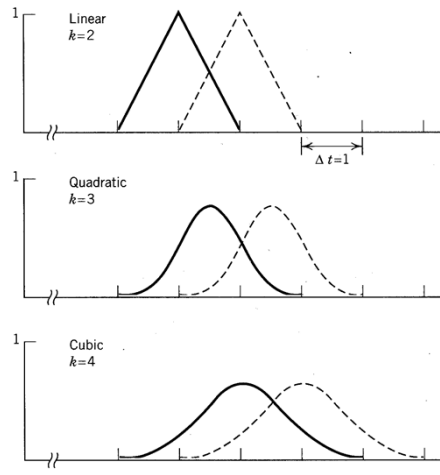 1
Linear
k=2
Δ t=1
1
Quadratic
k=3
1
Cubic
k=4